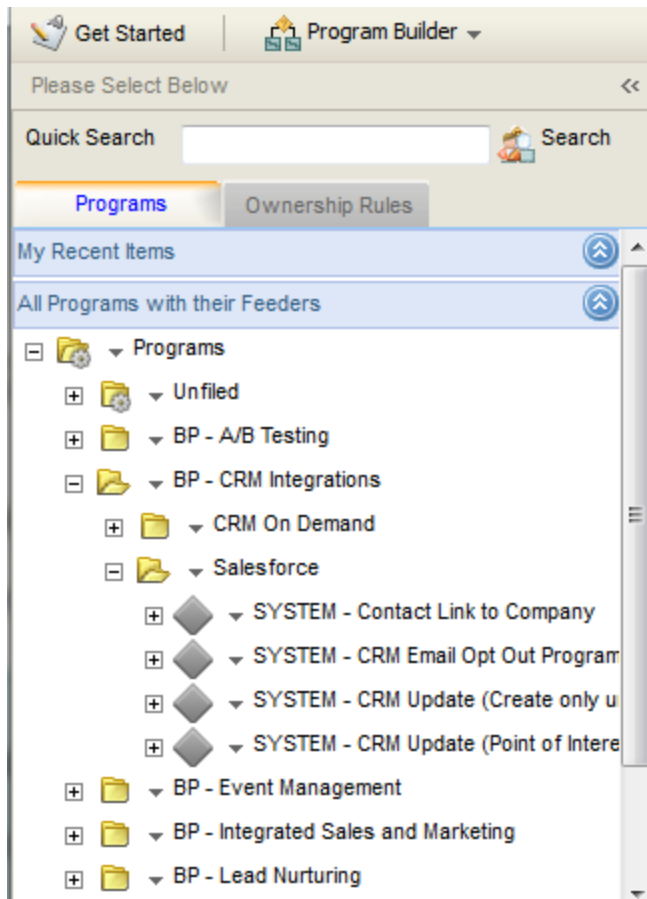 Get Started
Program Builder
Please Select Below
Quick Search
Search
Programs
Ownership Rules
My Recent Items
All Programs with their Feeders
Programs
Unfiled
BP - A/B Testing
BP - CRM Integrations
CRM On Demand
Salesforce
SYSTEM - Contact Link to Company
SYSTEM - CRM Email Opt Out Program
SYSTEM - CRM Update (Create only u
SYSTEM - CRM Update (Point of Intere
BP - Event Management
BP - Integrated Sales and Marketing
BP - Lead Nurturing